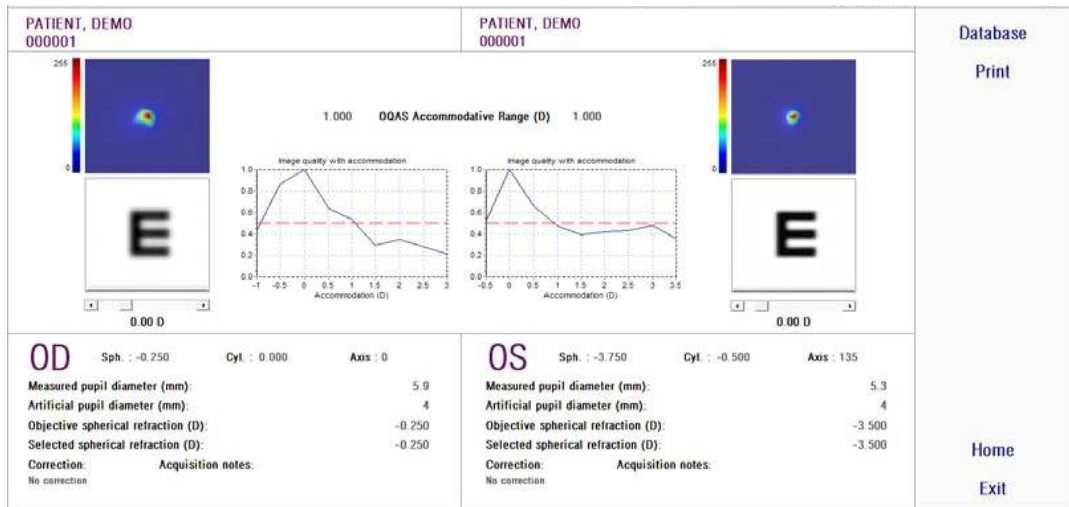 PATIENT, DEMO
000001
PATIENT, DEMO
000001
Database
Print
255
0
255
0
1.000 OQAS Accommodative Range (D) 1.000
Image quality with accommodation
1.0
0.8
0.6
0.4
0.2
0.0
-1 -0.5 0 0.5 1 1.5 2 2.5 3
Accommodation (D)
Image quality with accommodation
1.0
0.8
0.6
0.4
0.2
0.0
-0.5 0 0.5 1 1.5 2 2.5 3 3.5
Accommodation (D)
E
E
0.00 D
0.00 D
OD Sph. : -0.250 Cyl. : 0.000 Axis : 0
Measured pupil diameter (mm): 5.9
Artificial pupil diameter (mm): 4
Objective spherical refraction (D): -0.250
Selected spherical refraction (D): -0.250
Correction: Acquisition notes:
No correction
OS Sph. : -3.750 Cyl. : -0.500 Axis : 135
Measured pupil diameter (mm): 5.3
Artificial pupil diameter (mm): 4
Objective spherical refraction (D): -3.500
Selected spherical refraction (D): -3.500
Correction: Acquisition notes:
No correction
Home
Exit